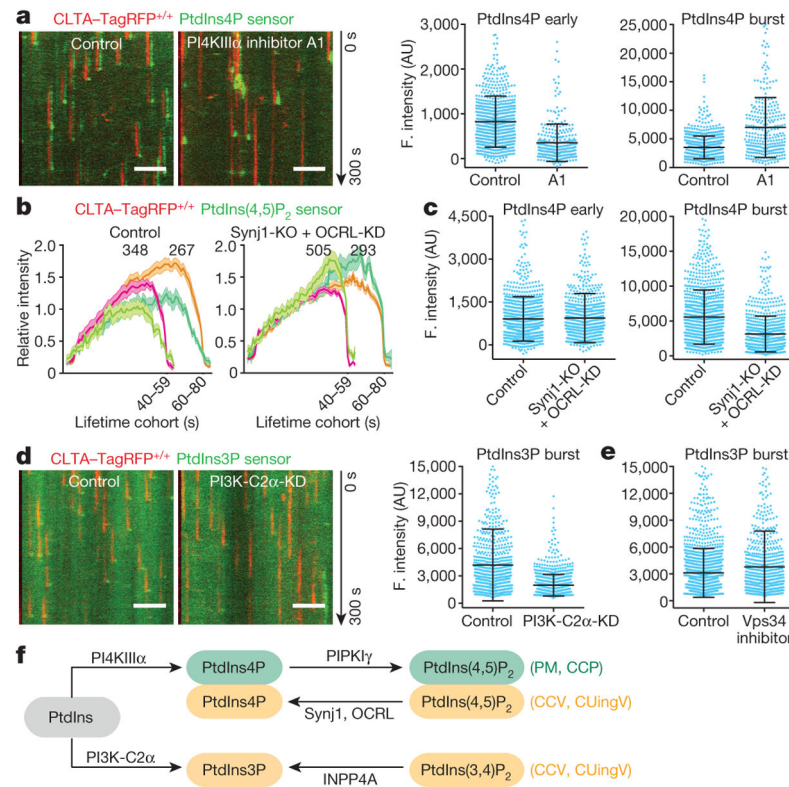 a
CLTA–TagRFP+/+ PtdIns4P sensor
Control
PI4KIIIα inhibitor A1
0 s
300 s
PtdIns4P early
F. intensity (AU)
3,000
2,000
1,000
0
Control
A1
PtdIns4P burst
25,000
20,000
15,000
10,000
5,000
0
Control
A1
b
CLTA–TagRFP+/+ PtdIns(4,5)P2 sensor
Control
348 267
Relative intensity
2.0
1.5
1.0
0.5
0
40–59
60–80
Lifetime cohort (s)
Synj1-KO + OCRL-KD
505 293
2.0
1.5
1.0
0.5
0
40–59
60–80
Lifetime cohort (s)
c
PtdIns4P early
F. intensity (AU)
4,500
3,000
1,500
0
Control
Synj1-KO
+ OCRL-KD
PtdIns4P burst
20,000
15,000
10,000
5,000
0
Control
Synj1-KO
+ OCRL-KD
d
CLTA–TagRFP+/+ PtdIns3P sensor
Control
PI3K-C2α-KD
0 s
300 s
PtdIns3P burst
F. intensity (AU)
15,000
12,000
9,000
6,000
3,000
0
Control
PI3K-C2α-KD
e
PtdIns3P burst
15,000
12,000
9,000
6,000
3,000
0
Control
Vps34
inhibitor
f
PtdIns
PI4KIIIα
PtdIns4P
PIPKIγ
PtdIns(4,5)P2
(PM, CCP)
PtdIns4P
Synj1, OCRL
PtdIns(4,5)P2
(CCV, CUingV)
PI3K-C2α
PtdIns3P
INPP4A
PtdIns(3,4)P2
(CCV, CUingV)